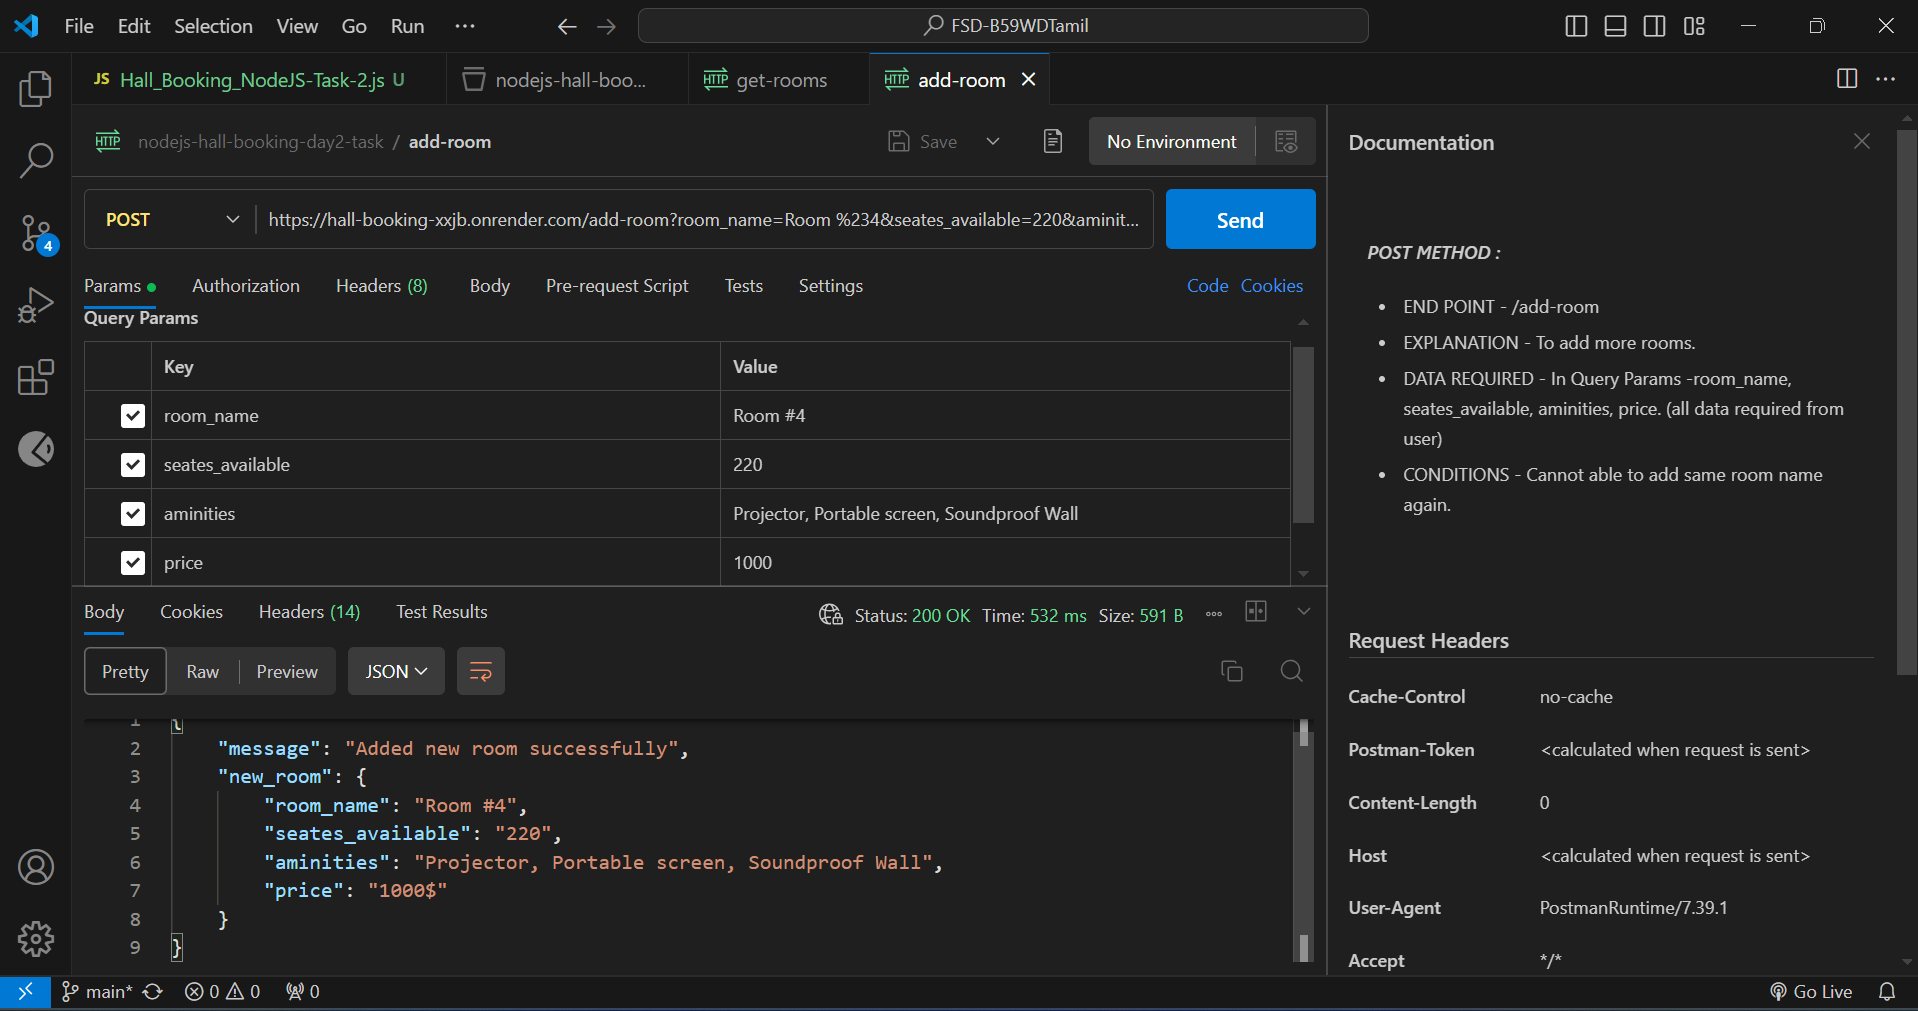 File Edit Selection View Go Run ··· FSD-B59WDTamil
JS Hall_Booking_NodeJS-Task-2.js U nodejs-hall-boo... HTTP get-rooms HTTP add-room
HTTP nodejs-hall-booking-day2-task / add-room Save No Environment
POST https://hall-booking-xxjb.onrender.com/add-room?room_name=Room %234&seates_available=220&aminit... Send
Params Authorization Headers (8) Body Pre-request Script Tests Settings Code Cookies
Query Params
Key Value
room_name Room #4
seates_available 220
aminities Projector, Portable screen, Soundproof Wall
price 1000
Body Cookies Headers (14) Test Results Status: 200 OK Time: 532 ms Size: 591 B
Pretty Raw Preview JSON
1 {
2 "message": "Added new room successfully",
3 "new_room": {
4 "room_name": "Room #4",
5 "seates_available": "220",
6 "aminities": "Projector, Portable screen, Soundproof Wall",
7 "price": "1000$"
8 }
9 }
Documentation
POST METHOD :
• END POINT - /add-room
• EXPLANATION - To add more rooms.
• DATA REQUIRED - In Query Params -room_name,
seates_available, aminities, price. (all data required from
user)
• CONDITIONS - Cannot able to add same room name
again.
Request Headers
Cache-Control no-cache
Postman-Token <calculated when request is sent>
Content-Length 0
Host <calculated when request is sent>
User-Agent PostmanRuntime/7.39.1
Accept */*
4
main* 0 0 0 Go Live